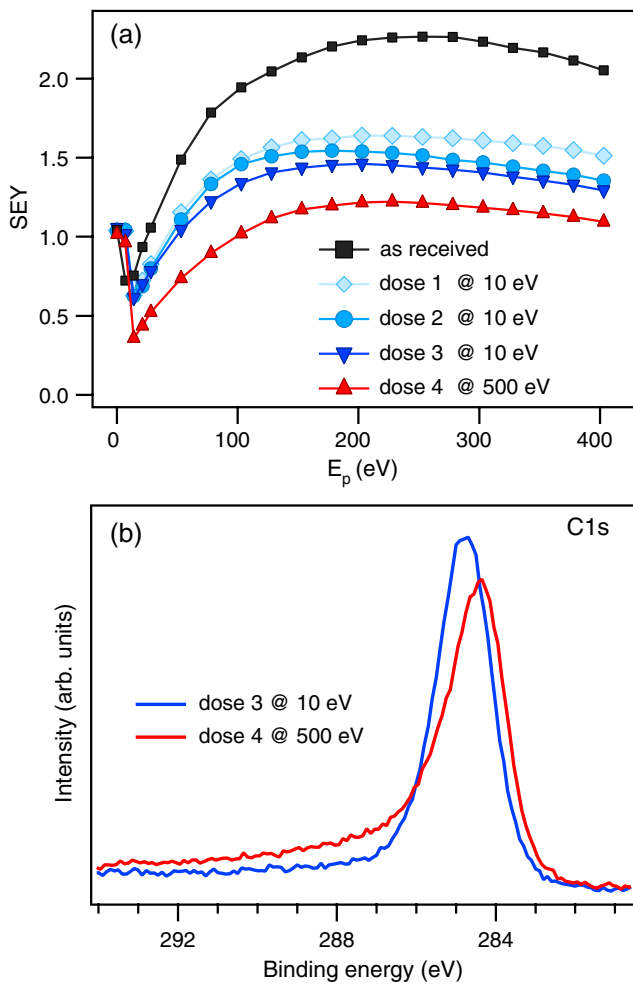 (a)
2.0
1.5
1.0
0.5
0.0
SEY
as received
dose 1 @ 10 eV
dose 2 @ 10 eV
dose 3 @ 10 eV
dose 4 @ 500 eV
0 100 200 300 400
Ep (eV)
(b) C1s
dose 3 @ 10 eV
dose 4 @ 500 eV
Intensity (arb. units)
292 288 284
Binding energy (eV)